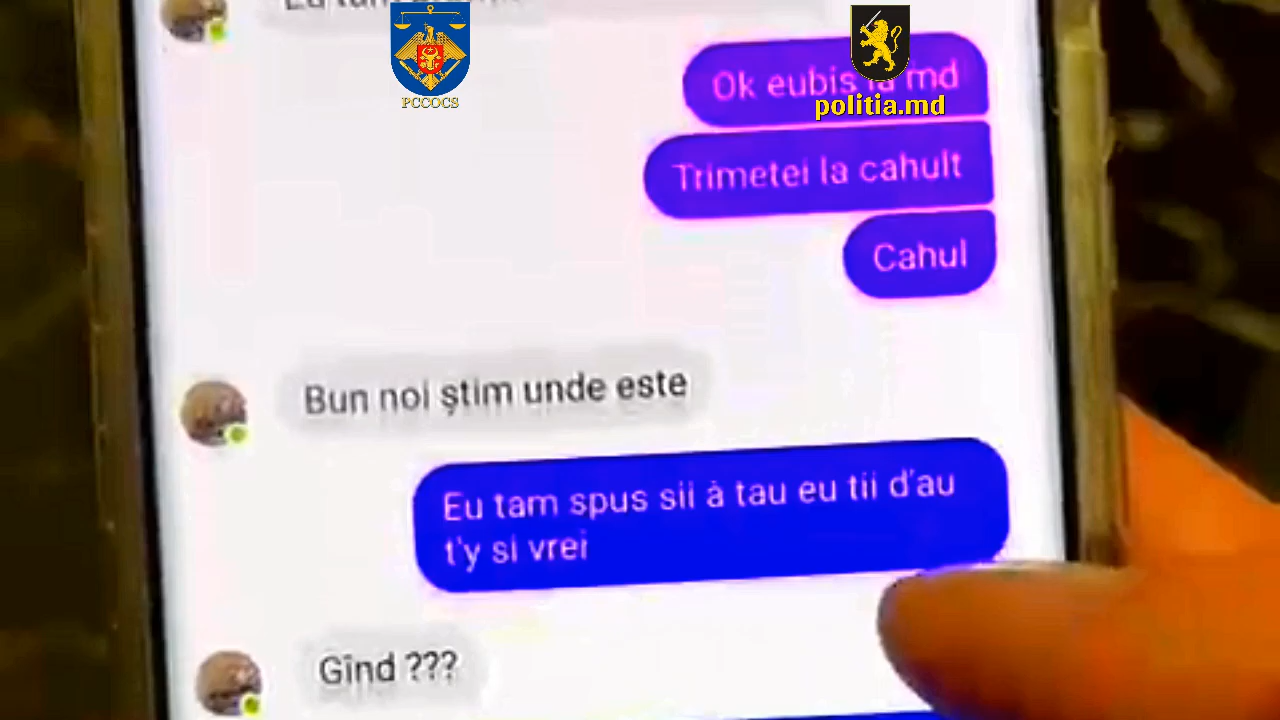 PCCOCS
politia.md
Ok eubis la md
Trimetei la cahult
Cahul
Bun noi știm unde este
Eu tam spus sii à tau eu tii d'au
t'y si vrei
Gînd ???